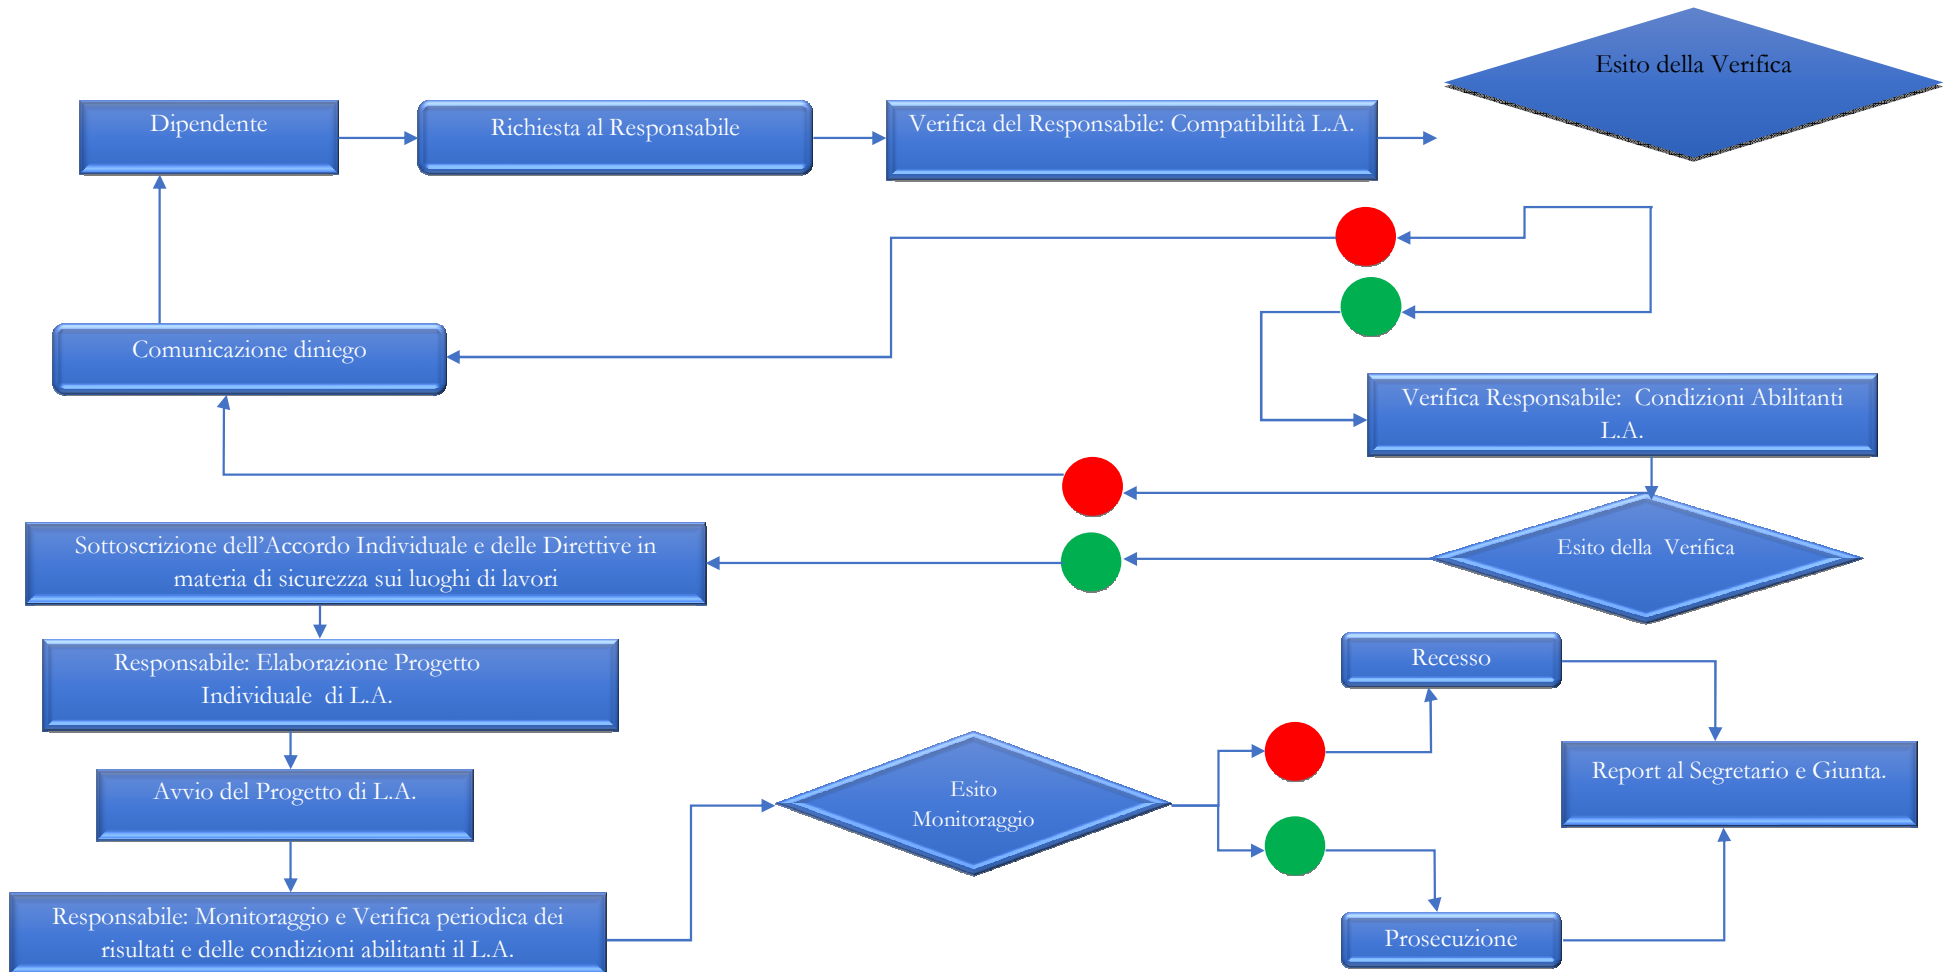 Dipendente
Richiesta al Responsabile
Verifica del Responsabile: Compatibilità L.A.
Esito della Verifica
Comunicazione diniego
Verifica Responsabile: Condizioni Abilitanti
L.A.
Esito della Verifica
Sottoscrizione dell’Accordo Individuale e delle Direttive in
materia di sicurezza sui luoghi di lavori
Responsabile: Elaborazione Progetto
Individuale di L.A.
Avvio del Progetto di L.A.
Responsabile: Monitoraggio e Verifica periodica dei
risultati e delle condizioni abilitanti il L.A.
Esito
Monitoraggio
Recesso
Prosecuzione
Report al Segretario e Giunta.